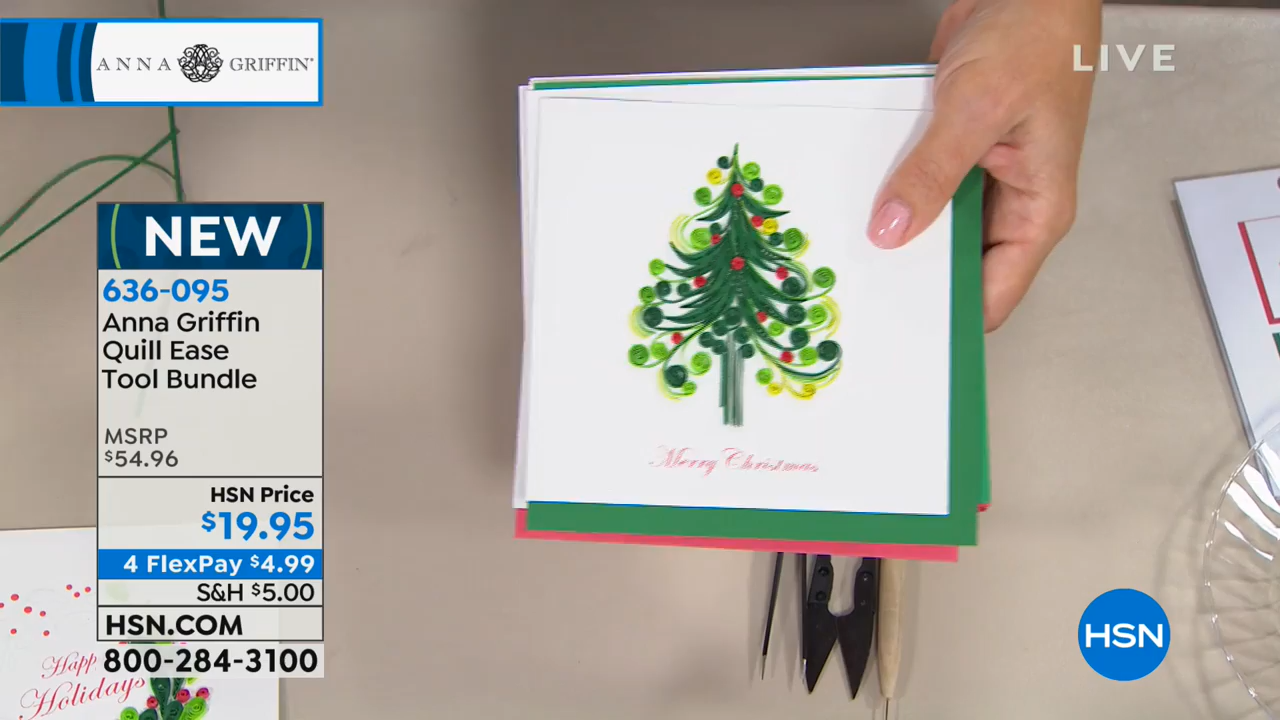 ANNA GRIFFIN®
LIVE
NEW
636-095
Anna Griffin
Quill Ease
Tool Bundle
MSRP
$54.96
HSN Price
$19.95
4 FlexPay $4.99
S&H $5.00
HSN.COM
800-284-3100
Merry Christmas
Happ
Holidays
HSN